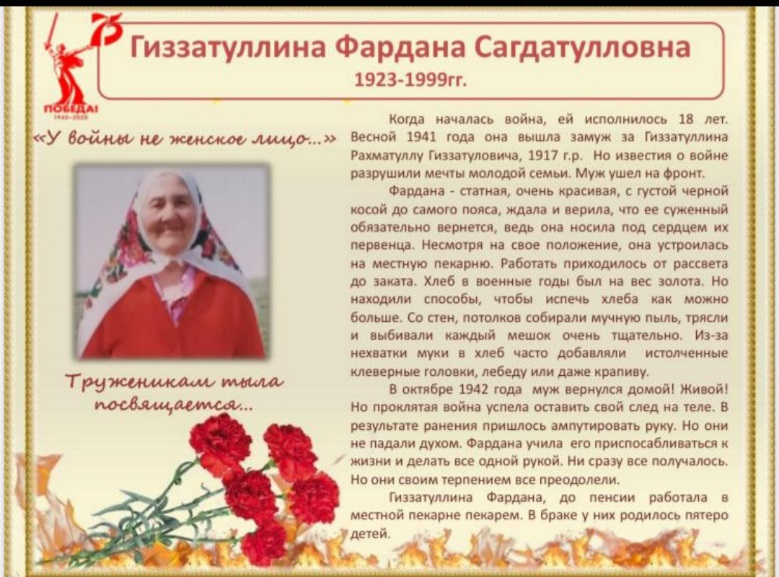 75
ПОБЕДА!
1945-2020
Гиззатуллина Фардана Сагдатулловна
1923-1999гг.
«У войны не женское лицо...»
Труженикам тыла
посвящается...
Когда началась война, ей исполнилось 18 лет.
Весной 1941 года она вышла замуж за Гиззатуллина
Рахматуллу Гиззатуловича, 1917 г.р. Но известия о войне
разрушили мечты молодой семьи. Муж ушел на фронт.
Фардана - статная, очень красивая, с густой черной
косой до самого пояса, ждала и верила, что ее суженный
обязательно вернется, ведь она носила под сердцем их
первенца. Несмотря на свое положение, она устроилась
на местную пекарню. Работать приходилось от рассвета
до заката. Хлеб в военные годы был на вес золота. Но
находили способы, чтобы испечь хлеба как можно
больше. Со стен, потолков собирали мучную пыль, трясли
и выбивали каждый мешок очень тщательно. Из-за
нехватки муки в хлеб часто добавляли истолченные
клеверные головки, лебеду или даже крапиву.
В октябре 1942 года муж вернулся домой! Живой!
Но проклятая война успела оставить свой след на теле. В
результате ранения пришлось ампутировать руку. Но они
не падали духом. Фардана учила его приспосабливаться к
жизни и делать все одной рукой. Ни сразу все получалось.
Но они своим терпением все преодолели.
Гиззатуллина Фардана, до пенсии работала в
местной пекарне пекарем. В браке у них родилось пятеро
детей.